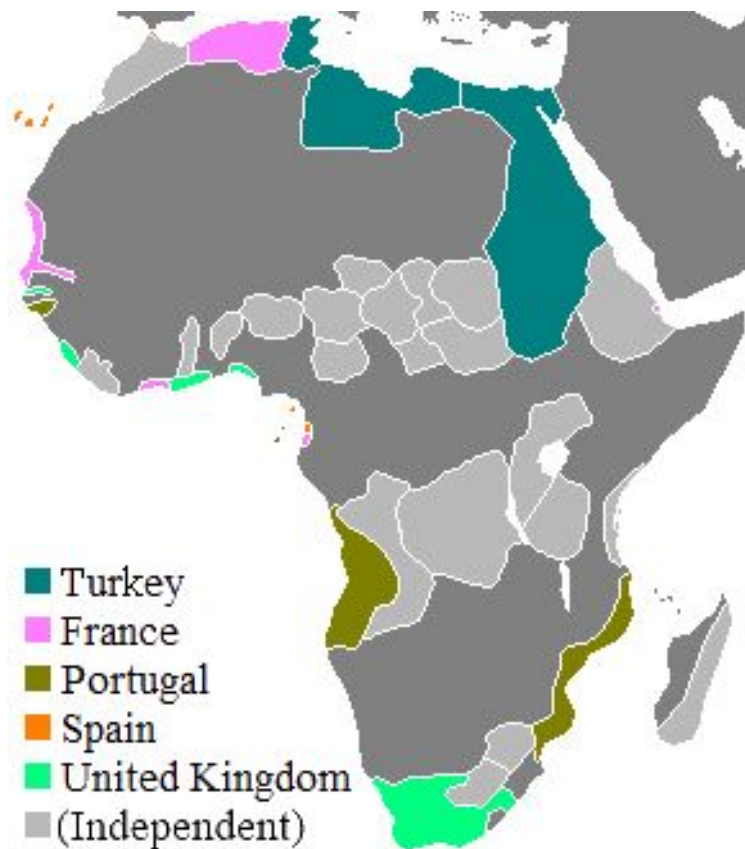 Turkey
France
Portugal
Spain
United Kingdom
(Independent)